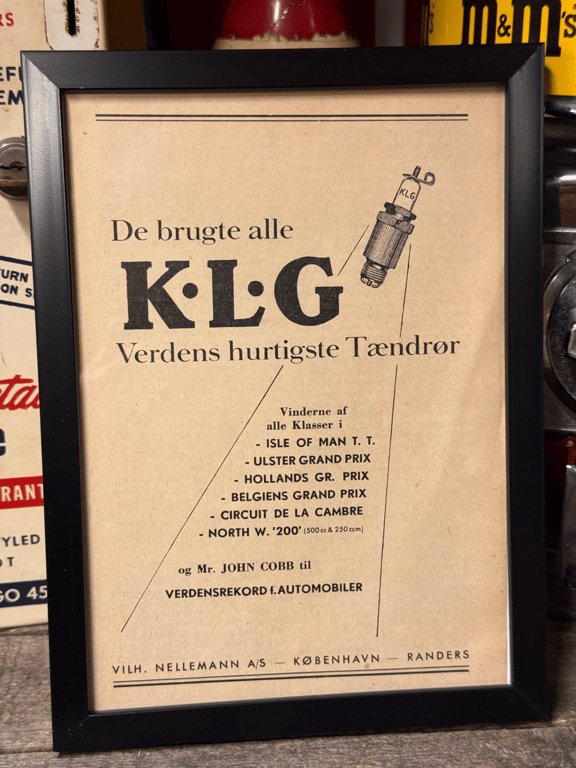 M&M's
KLG
De brugte alle
K·L·G
Verdens hurtigste Tændrør
Vinderne af
alle Klasser i
- ISLE OF MAN T. T.
- ULSTER GRAND PRIX
- HOLLANDS GR. PRIX
- BELGIENS GRAND PRIX
- CIRCUIT DE LA CAMBRE
- NORTH W. '200' (500 cc & 250 ccm)
og Mr. JOHN COBB til
VERDENSREKORD f. AUTOMOBILER
VILH. NELLEMANN A/S — KØBENHAVN — RANDERS